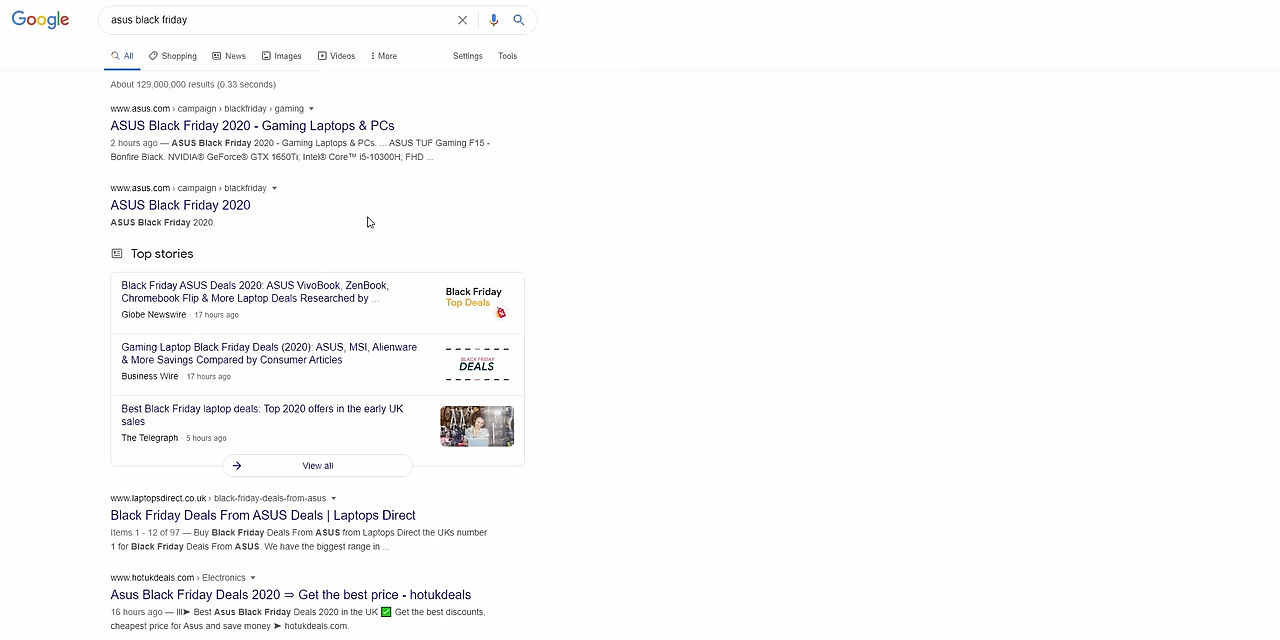 Google
asus black friday
All Shopping News Images Videos More Settings Tools
About 129,000,000 results (0.33 seconds)
www.asus.com › campaign › blackfriday › gaming
ASUS Black Friday 2020 - Gaming Laptops & PCs
2 hours ago — ASUS Black Friday 2020 - Gaming Laptops & PCs. ... ASUS TUF Gaming F15 -
Bonfire Black. NVIDIA® GeForce® GTX 1650Ti; Intel® Core™ i5-10300H; FHD ...
www.asus.com › campaign › blackfriday
ASUS Black Friday 2020
ASUS Black Friday 2020.
Top stories
Black Friday ASUS Deals 2020: ASUS VivoBook, ZenBook,
Chromebook Flip & More Laptop Deals Researched by ...
Globe Newswire · 17 hours ago
Black Friday
Top Deals
Gaming Laptop Black Friday Deals (2020): ASUS, MSI, Alienware
& More Savings Compared by Consumer Articles
Business Wire · 17 hours ago
BLACK FRIDAY
DEALS
Best Black Friday laptop deals: Top 2020 offers in the early UK
sales
The Telegraph · 5 hours ago
View all
www.laptopsdirect.co.uk › black-friday-deals-from-asus
Black Friday Deals From ASUS Deals | Laptops Direct
Items 1 - 12 of 97 — Buy Black Friday Deals From ASUS from Laptops Direct the UKs number
1 for Black Friday Deals From ASUS. We have the biggest range in ...
www.hotukdeals.com › Electronics
Asus Black Friday Deals 2020 ⇒ Get the best price - hotukdeals
16 hours ago — lll➤ Best Asus Black Friday Deals 2020 in the UK ✅ Get the best discounts,
cheapest price for Asus and save money ➤ hotukdeals.com.